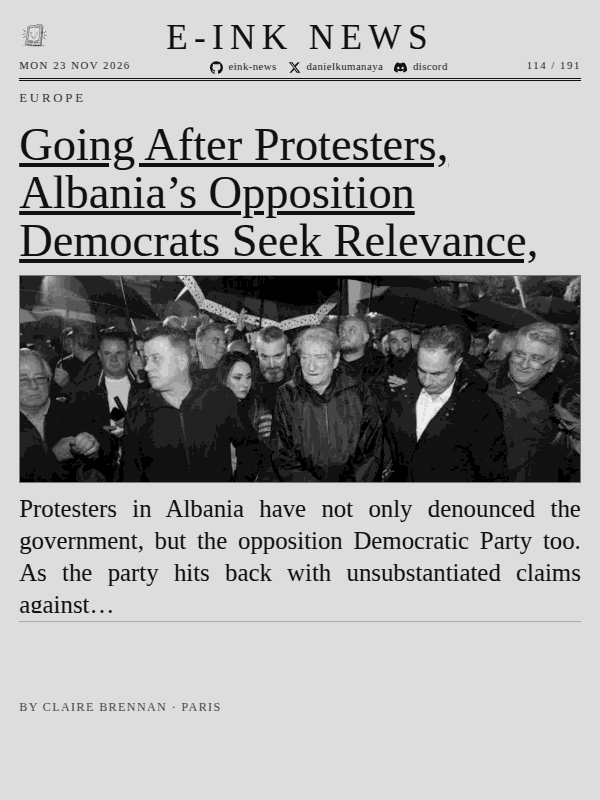 E-INK NEWS
MON 23 NOV 2026
eink-news
danielkumanaya
discord
114 / 191
EUROPE
Going After Protesters,
Albania’s Opposition
Democrats Seek Relevance,
Protesters in Albania have not only denounced the
government, but the opposition Democratic Party too.
As the party hits back with unsubstantiated claims
against…
BY CLAIRE BRENNAN · PARIS